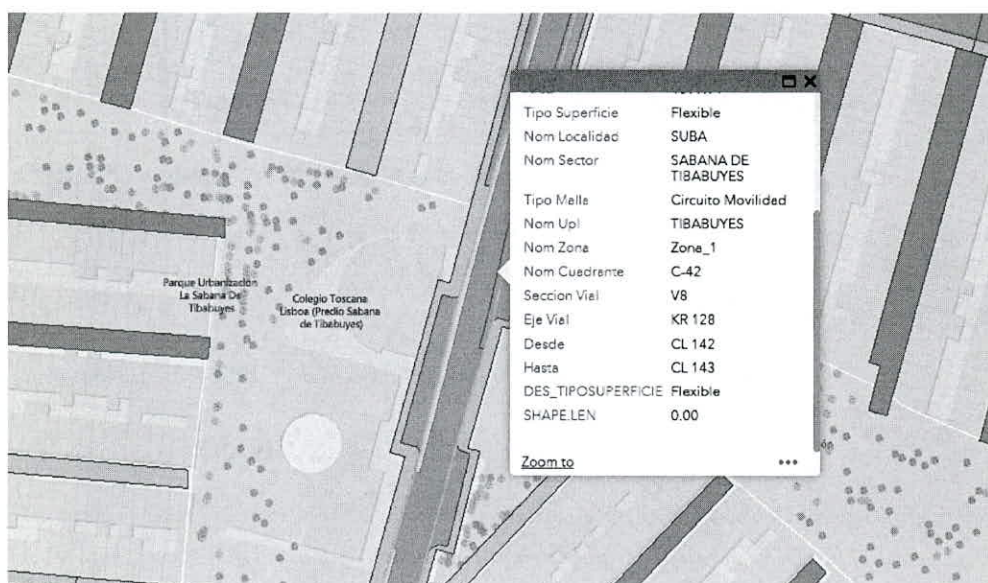 Tipo Superficie Flexible
Nom Localidad SUBA
Nom Sector SABANA DE
TIBABUYES
Tipo Malla Circuito Movilidad
Nom Upl TIBABUYES
Nom Zona Zona_1
Nom Cuadrante C-42
Seccion Vial V8
Eje Vial KR 128
Desde CL 142
Hasta CL 143
DES_TIPOSUPERFICIE Flexible
SHAPE.LEN 0.00
Zoom to
Parque Urbanización
La Sabana De
Tibabuyes
Colegio Toscana
Lisboa (Predio Sabana
de Tibabuyes)